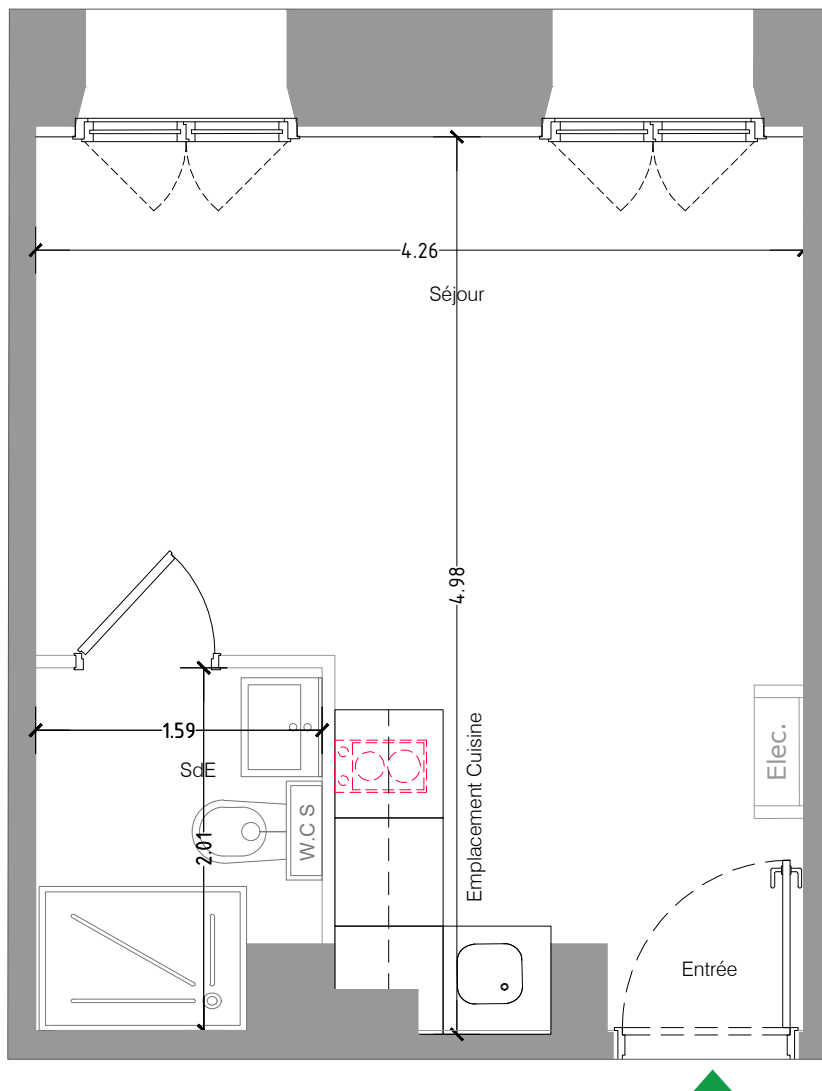 4.26
Séjour
4.98
1.59
SdE
Elec.
W.C S
2.01
Emplacement Cuisine
Entrée